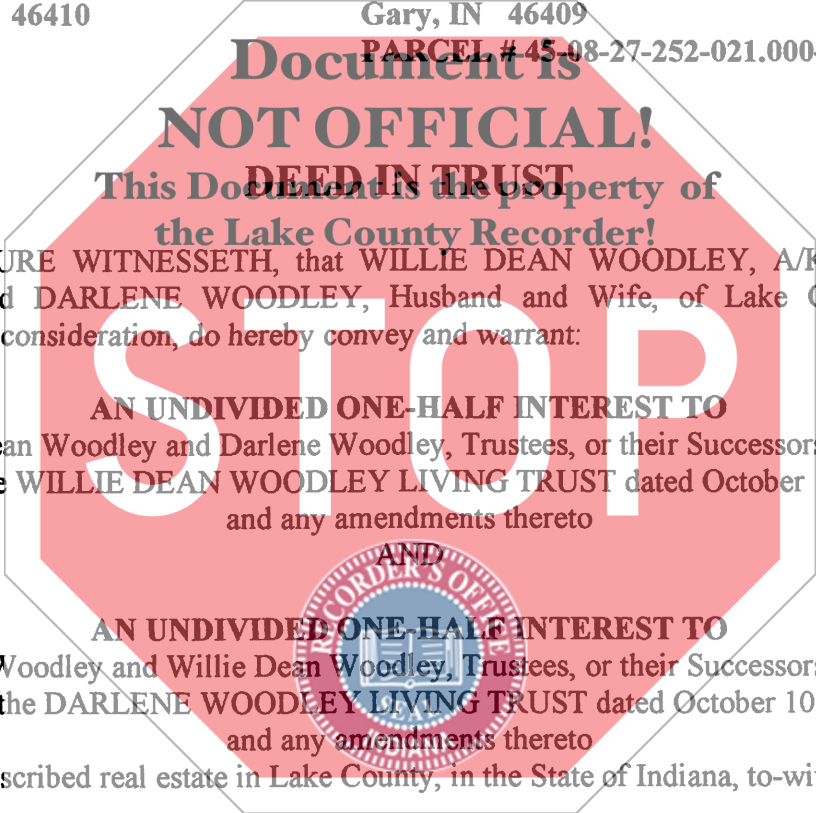 46410 Gary, IN 46409
PARCEL # 45-08-27-252-021.000-
Document is
NOT OFFICIAL!
DEED IN TRUST
This Document is the property of
the Lake County Recorder!
URE WITNESSETH, that WILLIE DEAN WOODLEY, A/K
d DARLENE WOODLEY, Husband and Wife, of Lake C
consideration, do hereby convey and warrant:
STOP
AN UNDIVIDED ONE-HALF INTEREST TO
ean Woodley and Darlene Woodley, Trustees, or their Successors
e WILLIE DEAN WOODLEY LIVING TRUST dated October
and any amendments thereto
AND
RECORDER'S OFFICE
AN UNDIVIDED ONE-HALF INTEREST TO
Woodley and Willie Dean Woodley, Trustees, or their Successors
the DARLENE WOODLEY LIVING TRUST dated October 10
SEAL
and any amendments thereto
INDIANA
scribed real estate in Lake County, in the State of Indiana, to-wi